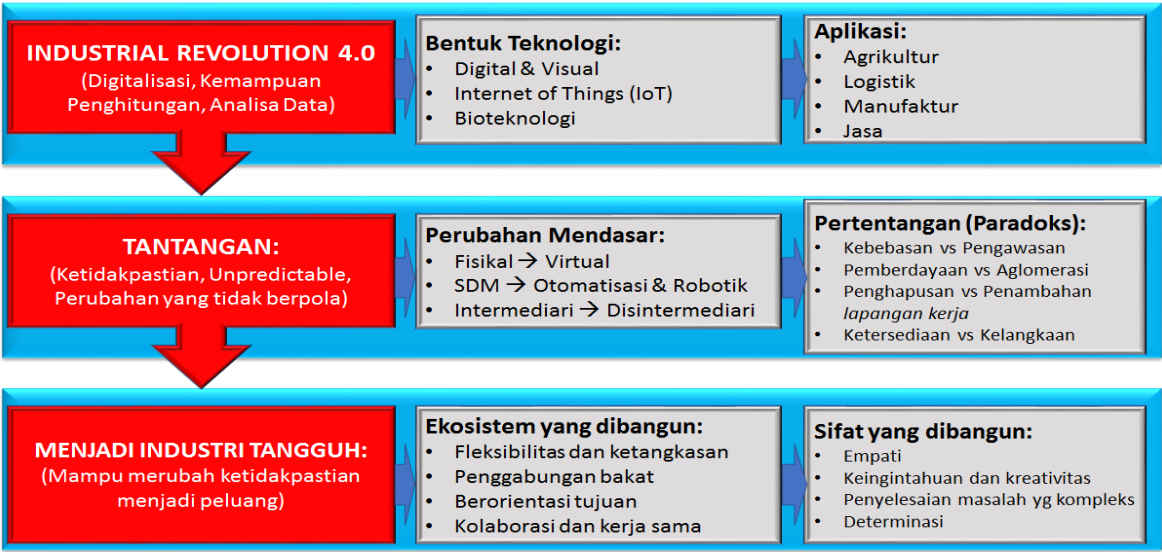 INDUSTRIAL REVOLUTION 4.0
(Digitalisasi, Kemampuan
Penghitungan, Analisa Data)
Bentuk Teknologi:
• Digital & Visual
• Internet of Things (IoT)
• Bioteknologi
Aplikasi:
• Agrikultur
• Logistik
• Manufaktur
• Jasa
TANTANGAN:
(Ketidakpastian, Unpredictable,
Perubahan yang tidak berpola)
Perubahan Mendasar:
• Fisikal → Virtual
• SDM → Otomatisasi & Robotik
• Intermediari → Disintermediari
Pertentangan (Paradoks):
• Kebebasan vs Pengawasan
• Pemberdayaan vs Aglomerasi
• Penghapusan vs Penambahan
lapangan kerja
• Ketersediaan vs Kelangkaan
MENJADI INDUSTRI TANGGUH:
(Mampu merubah ketidakpastian
menjadi peluang)
Ekosistem yang dibangun:
• Fleksibilitas dan ketangkasan
• Penggabungan bakat
• Berorientasi tujuan
• Kolaborasi dan kerja sama
Sifat yang dibangun:
• Empati
• Keingintahuan dan kreativitas
• Penyelesaian masalah yg kompleks
• Determinasi